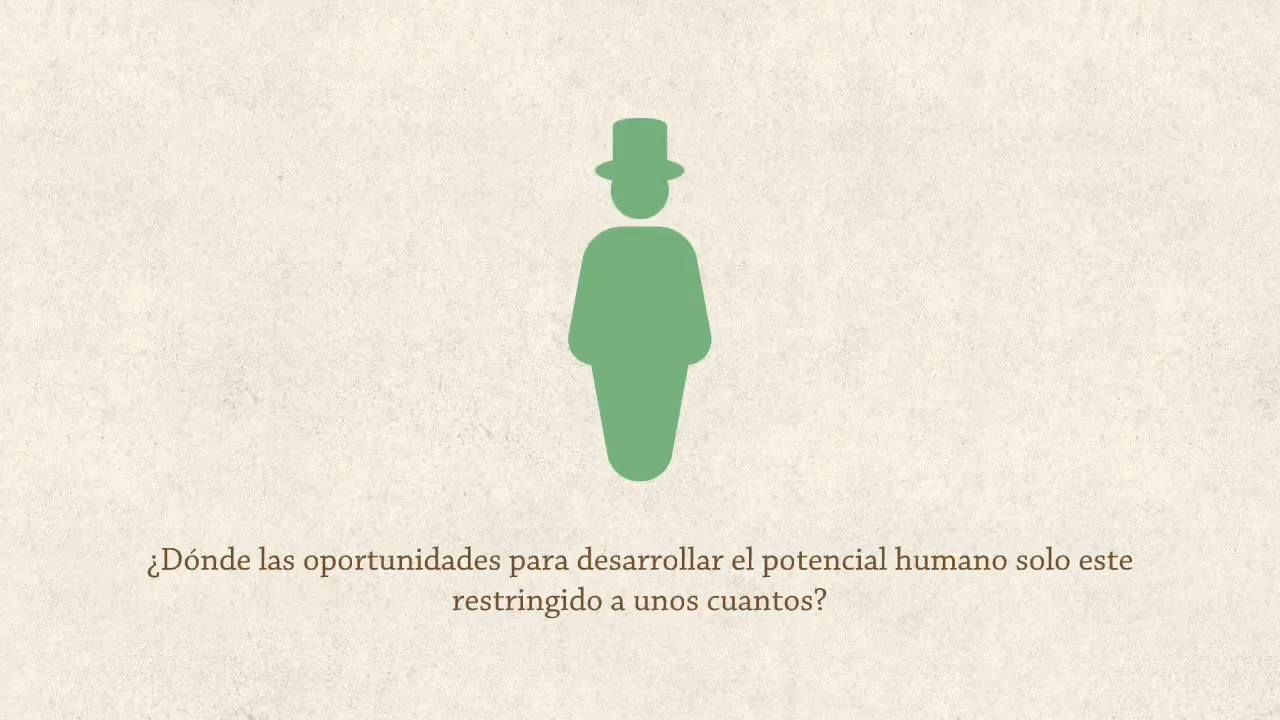 ¿Dónde las oportunidades para desarrollar el potencial humano solo este
restringido a unos cuantos?